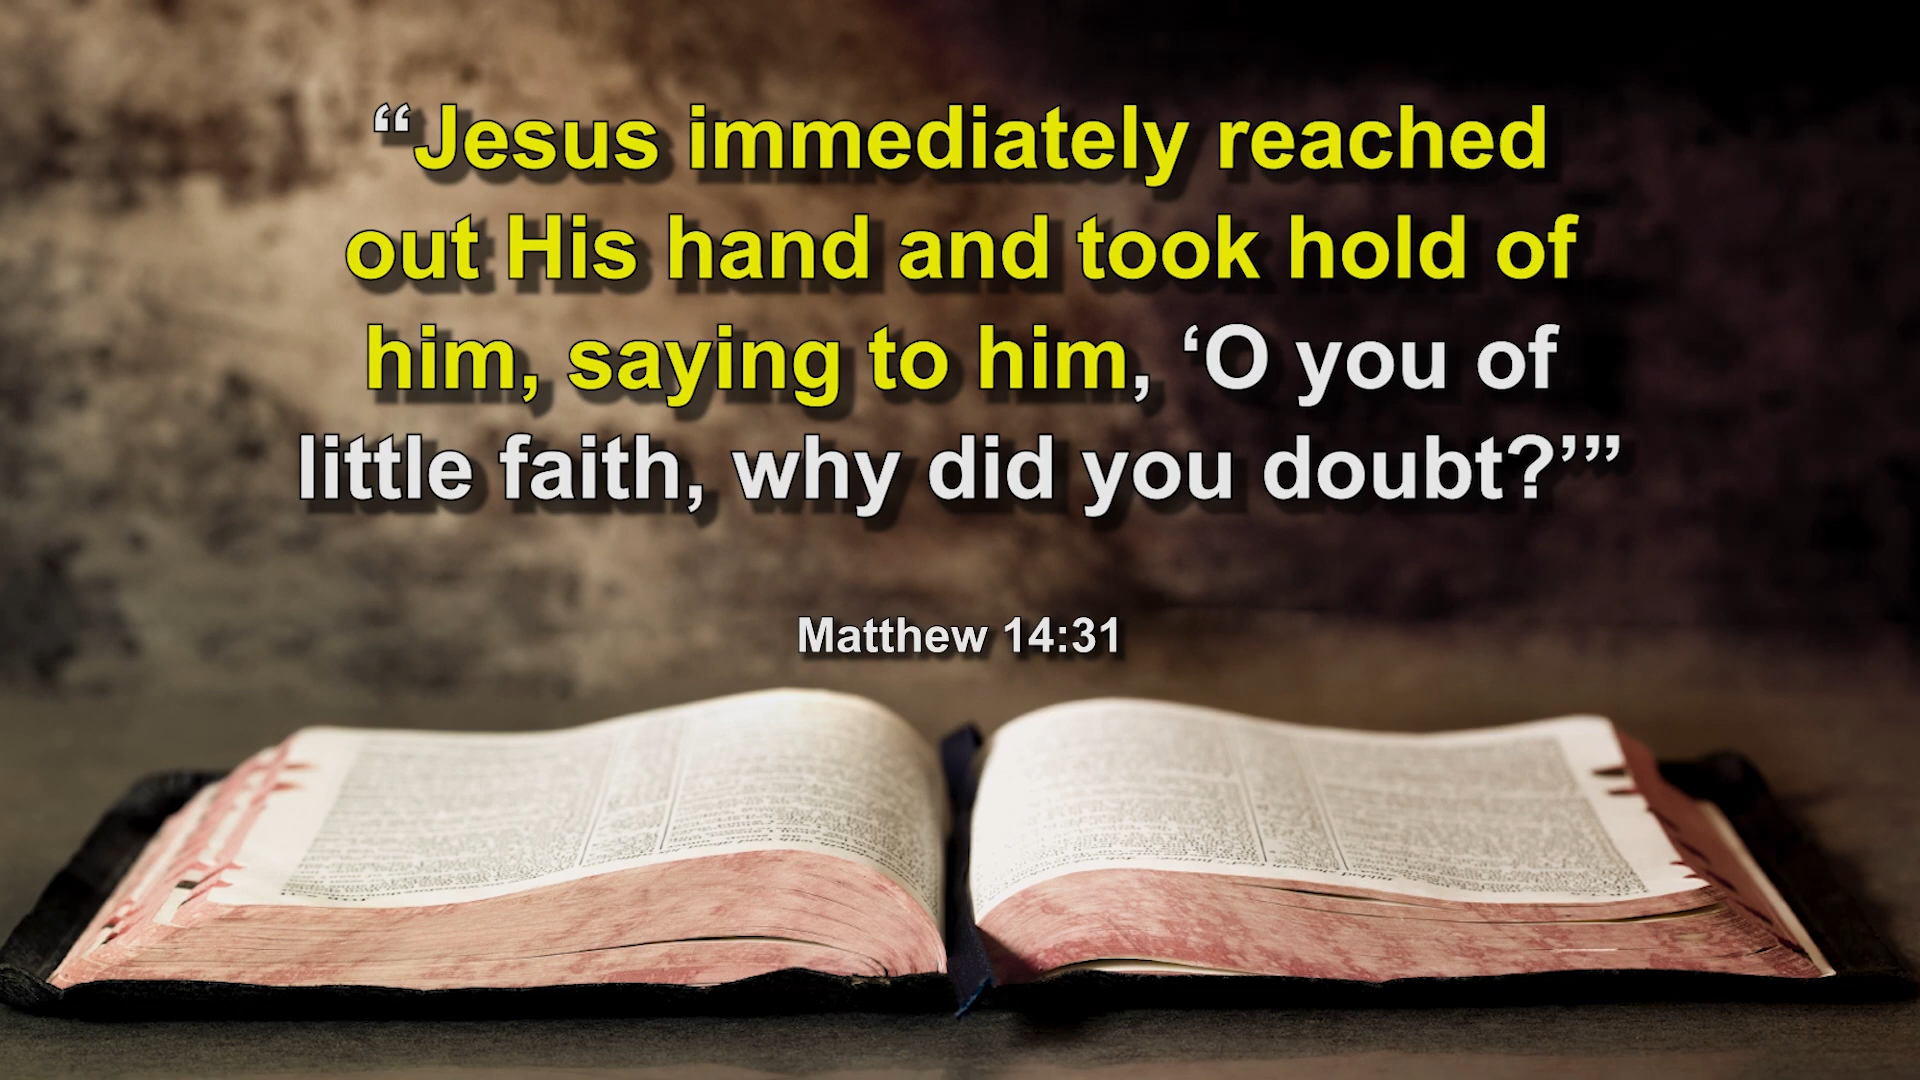 “Jesus immediately reached
out His hand and took hold of
him, saying to him, ‘O you of
little faith, why did you doubt?’”
Matthew 14:31